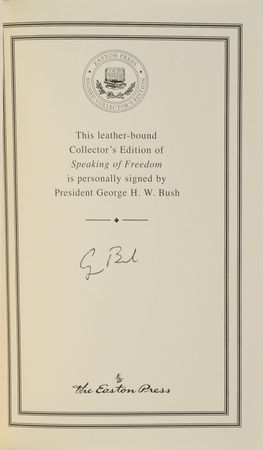 EASTON PRESS
SIGNED COLLECTOR'S EDITION
This leather-bound
Collector's Edition of
Speaking of Freedom
is personally signed by
President George H. W. Bush
G Bush
The Easton Press